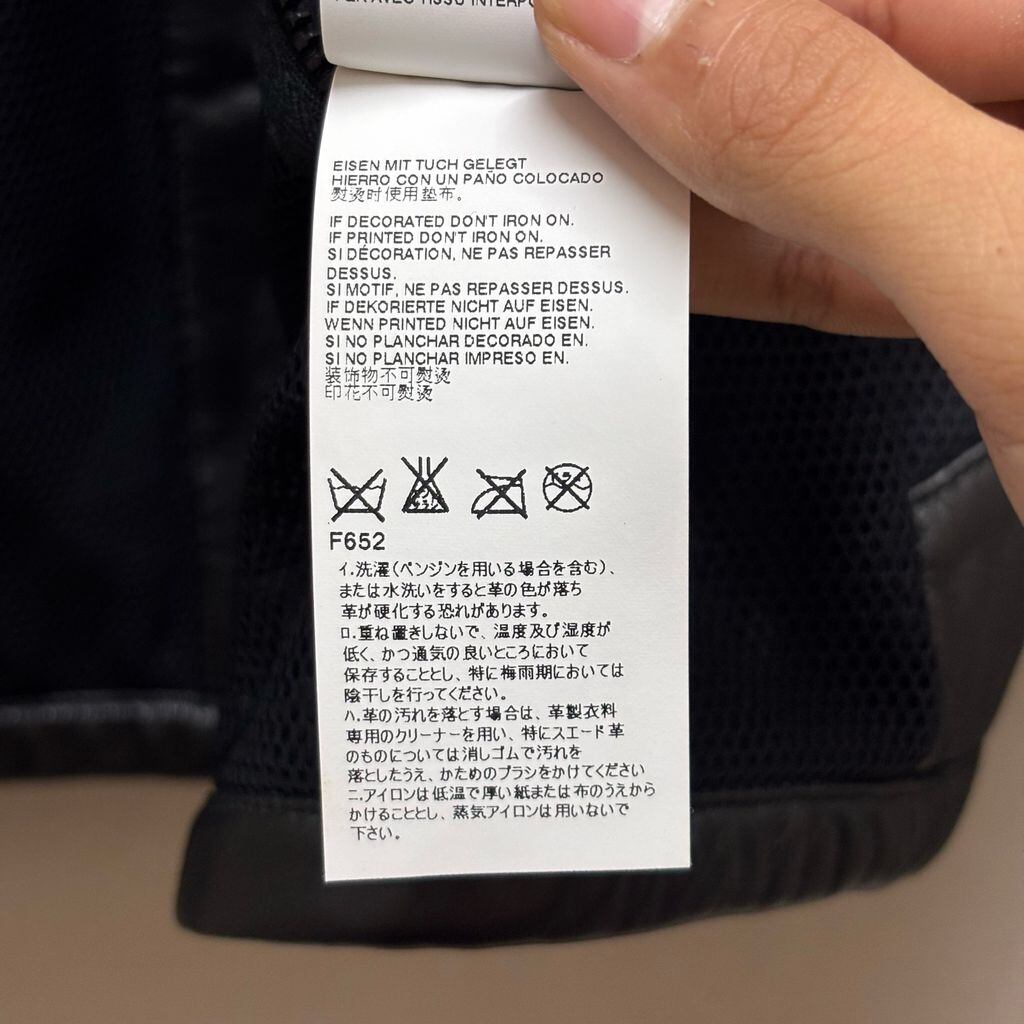 EISEN MIT TUCH GELEGT
HIERRO CON UN PAÑO COLOCADO
熨烫时使用垫布。
IF DECORATED DON'T IRON ON.
IF PRINTED DON'T IRON ON.
SI DÉCORATION, NE PAS REPASSER
DESSUS.
SI MOTIF, NE PAS REPASSER DESSUS.
IF DEKORIERTE NICHT AUF EISEN.
WENN PRINTED NICHT AUF EISEN.
SI NO PLANCHAR DECORADO EN.
SI NO PLANCHAR IMPRESO EN.
装饰物不可熨烫
印花不可熨烫
F652
イ.洗濯(ペンジンを用いる場合を含む)、
または水洗いをすると革の色が落ち
革が硬化する恐れがあります。
ロ.重ね置きしないで、温度及び湿度が
低く、かつ通気の良いところにおいて
保存することとし、特に梅雨期においては
陰干しを行ってください。
ハ.革の汚れを落とす場合は、革製衣料
専用のクリーナーを用い、特にスエード革
のものについては消しゴムで汚れを
落としたうえ、かためのブラシをかけてください
ニ.アイロンは低温で厚い紙または布のうえから
かけることとし、蒸気アイロンは用いないで
下さい。